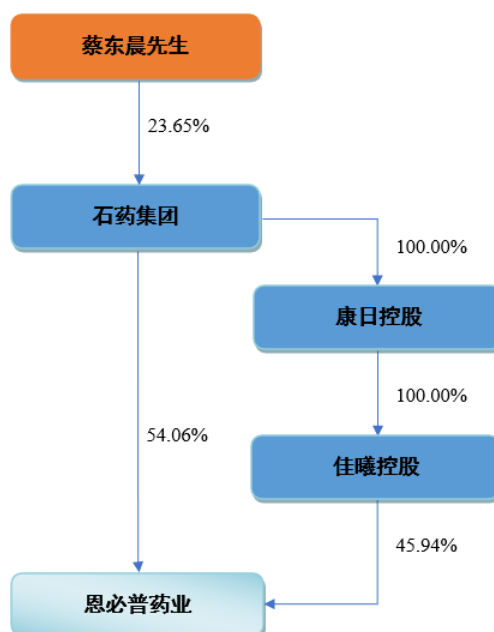 蔡东晨先生
23.65%
石药集团
100.00%
康日控股
100.00%
54.06%
佳曦控股
45.94%
恩必普药业